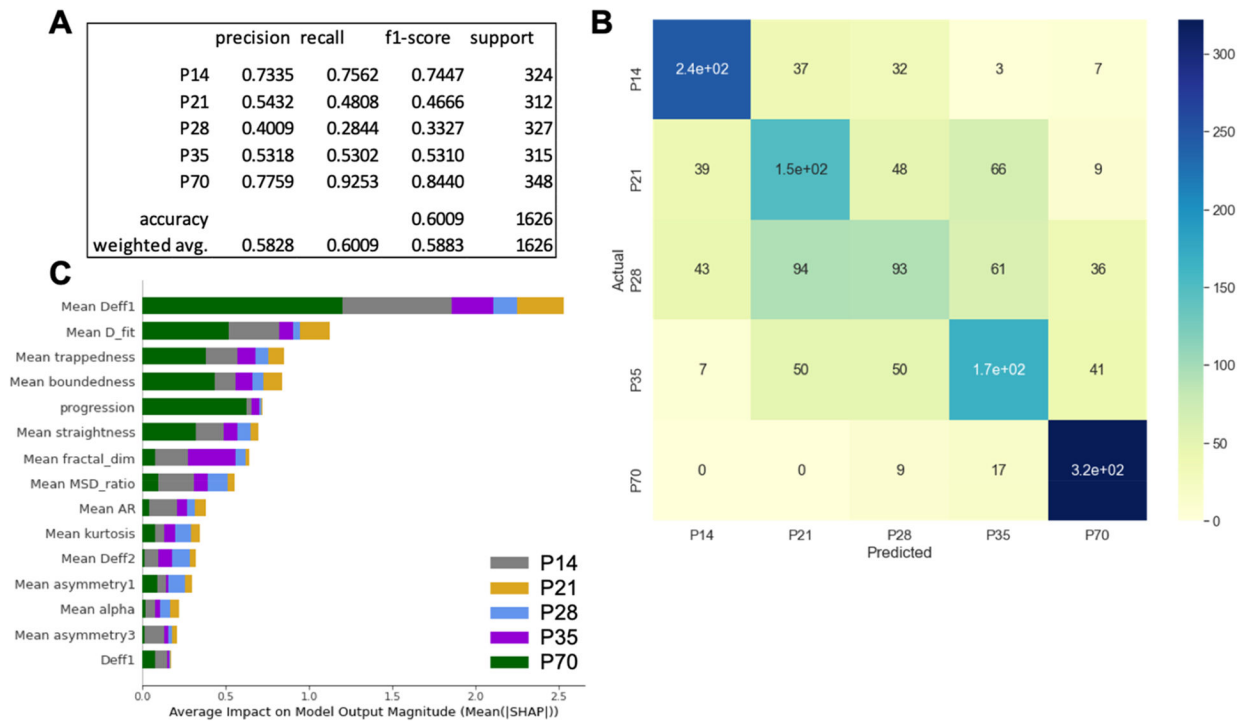 A
precision recall f1-score support
P14 0.7335 0.7562 0.7447 324
P21 0.5432 0.4808 0.4666 312
P28 0.4009 0.2844 0.3327 327
P35 0.5318 0.5302 0.5310 315
P70 0.7759 0.9253 0.8440 348
accuracy 0.6009 1626
weighted avg. 0.5828 0.6009 0.5883 1626
B
P14 2.4e+02 37 32 3 7
P21 39 1.5e+02 48 66 9
P28 43 94 93 61 36
P35 7 50 50 1.7e+02 41
P70 0 0 9 17 3.2e+02
Actual
P14 P21 P28 P35 P70
Predicted
300
250
200
150
100
50
0
C
Mean Deff1
Mean D_fit
Mean trappedness
Mean boundedness
progression
Mean straightness
Mean fractal_dim
Mean MSD_ratio
Mean AR
Mean kurtosis
Mean Deff2
Mean asymmetry1
Mean alpha
Mean asymmetry3
Deff1
P14
P21
P28
P35
P70
0.0 0.5 1.0 1.5 2.0 2.5
Average Impact on Model Output Magnitude (Mean(|SHAP|))